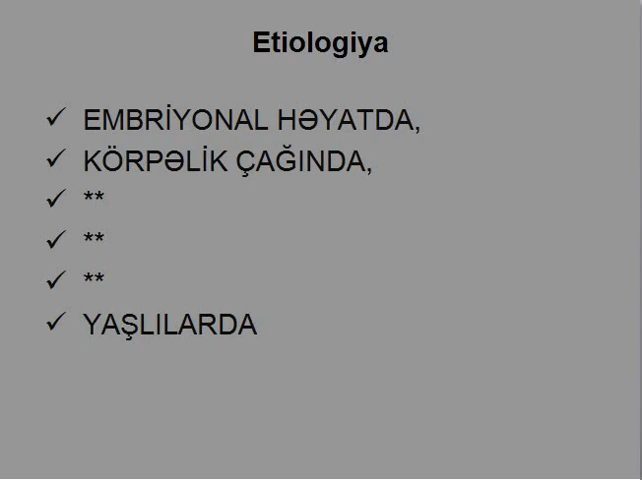 Etiologiya
✓ EMBRİYONAL HƏYATDA,
✓ KÖRPƏLİK ÇAĞINDA,
✓ **
✓ **
✓ **
✓ YAŞLILARDA